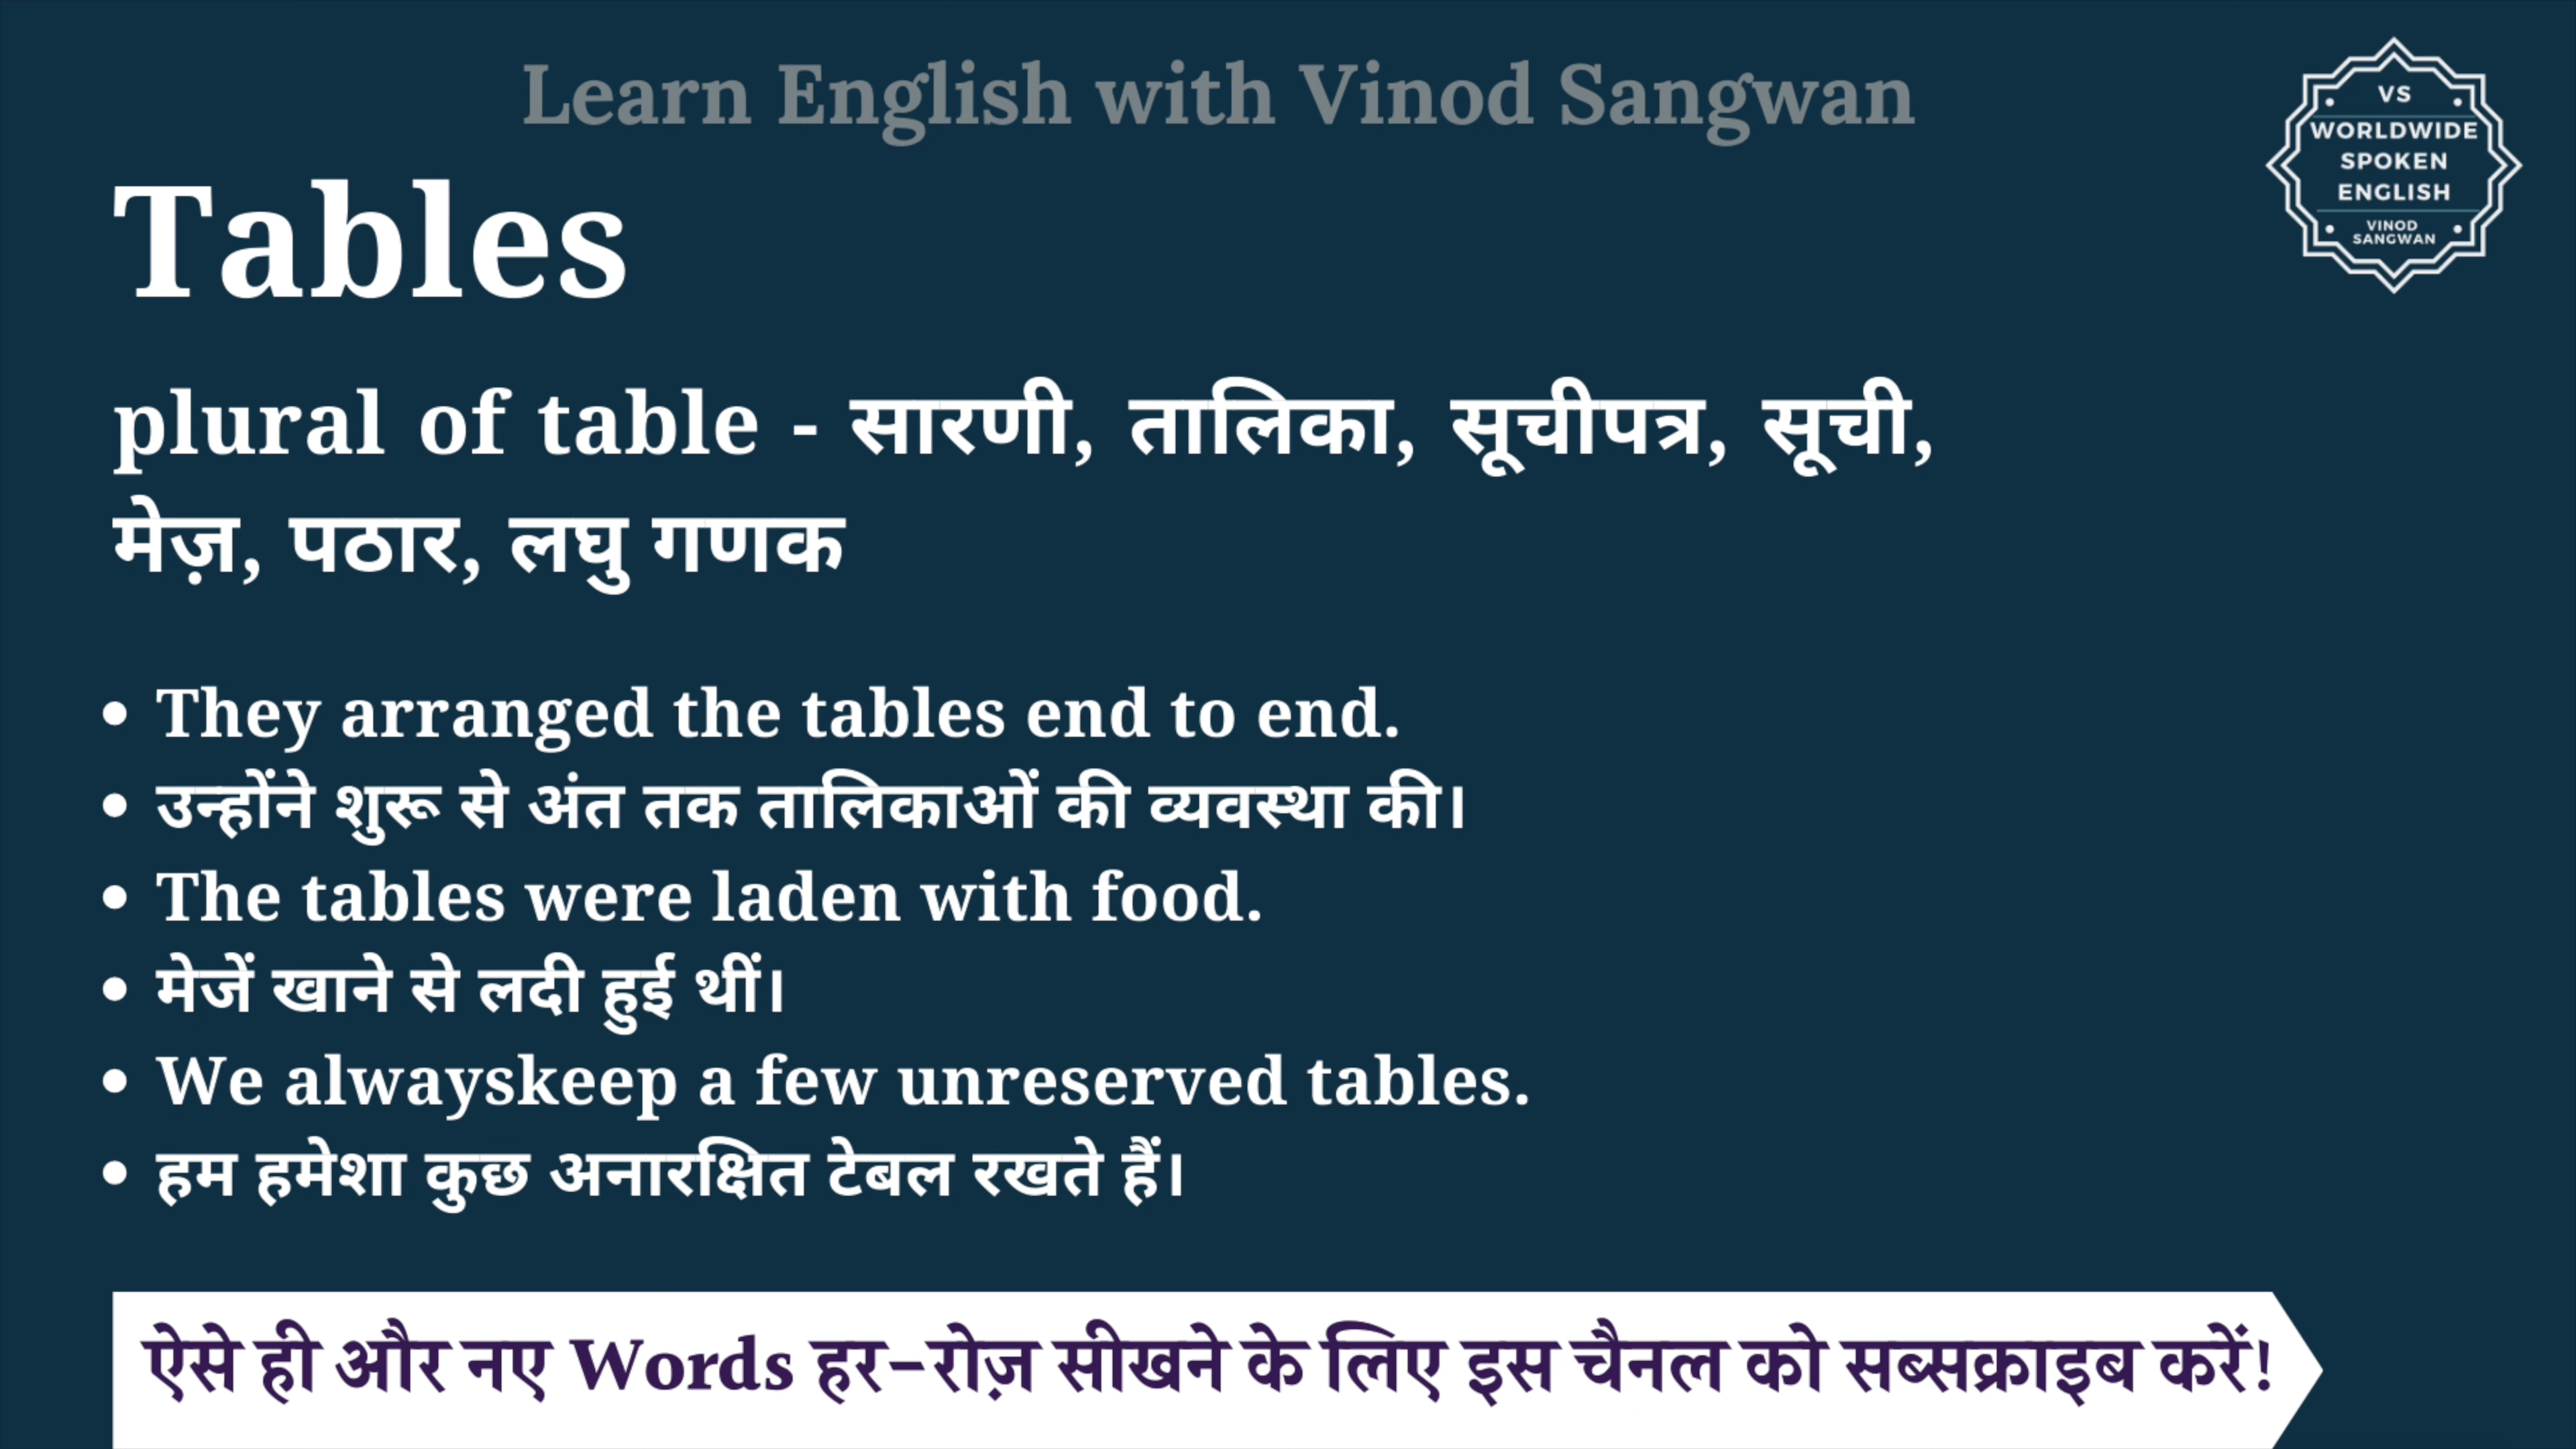 Learn English with Vinod Sangwan
VS
WORLDWIDE
SPOKEN
ENGLISH
VINOD
SANGWAN
Tables
plural of table - सारणी, तालिका, सूचीपत्र, सूची,
मेज़, पठार, लघु गणक
• They arranged the tables end to end.
• उन्होंने शुरू से अंत तक तालिकाओं की व्यवस्था की।
• The tables were laden with food.
• मेजें खाने से लदी हुई थीं।
• We alwayskeep a few unreserved tables.
• हम हमेशा कुछ अनारक्षित टेबल रखते हैं।
ऐसे ही और नए Words हर-रोज़ सीखने के लिए इस चैनल को सब्सक्राइब करें!